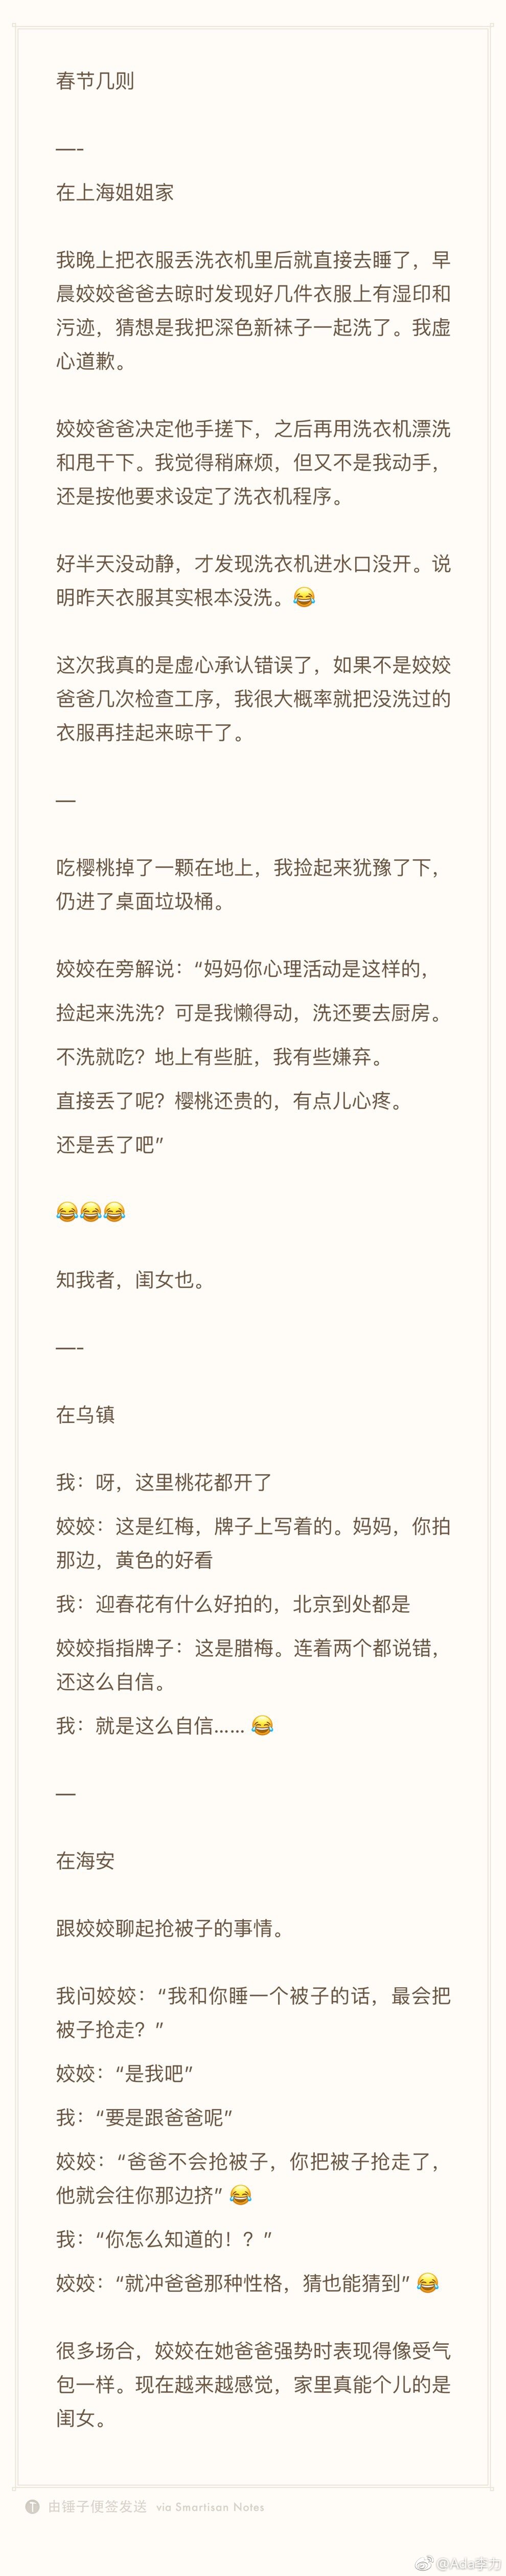 春节几则
—-
在上海姐姐家
我晚上把衣服丢洗衣机里后就直接去睡了，早
晨姣姣爸爸去晾时发现好几件衣服上有湿印和
污迹，猜想是我把深色新袜子一起洗了。我虚
心道歉。
姣姣爸爸决定他手搓下，之后再用洗衣机漂洗
和甩干下。我觉得稍麻烦，但又不是我动手，
还是按他要求设定了洗衣机程序。
好半天没动静，才发现洗衣机进水口没开。说
明昨天衣服其实根本没洗。😂
这次我真的是虚心承认错误了，如果不是姣姣
爸爸几次检查工序，我很大概率就把没洗过的
衣服再挂起来晾干了。
—
吃樱桃掉了一颗在地上，我捡起来犹豫了下，
仍进了桌面垃圾桶。
姣姣在旁解说：“妈妈你心理活动是这样的，
捡起来洗洗？可是我懒得动，洗还要去厨房。
不洗就吃？地上有些脏，我有些嫌弃。
直接丢了呢？樱桃还贵的，有点儿心疼。
还是丢了吧”
😂😂😂
知我者，闺女也。
—-
在乌镇
我：呀，这里桃花都开了
姣姣：这是红梅，牌子上写着的。妈妈，你拍
那边，黄色的好看
我：迎春花有什么好拍的，北京到处都是
姣姣指指牌子：这是腊梅。连着两个都说错，
还这么自信。
我：就是这么自信…… 😂
—
在海安
跟姣姣聊起抢被子的事情。
我问姣姣：“我和你睡一个被子的话，最会把
被子抢走？”
姣姣：“是我吧”
我：“要是跟爸爸呢”
姣姣：“爸爸不会抢被子，你把被子抢走了，
他就会往你那边挤”😂
我：“你怎么知道的！？”
姣姣：“就冲爸爸那种性格，猜也能猜到”😂
很多场合，姣姣在她爸爸强势时表现得像受气
包一样。现在越来越感觉，家里真能个儿的是
闺女。
T 由锤子便签发送 via Smartisan Notes
@Ada李力